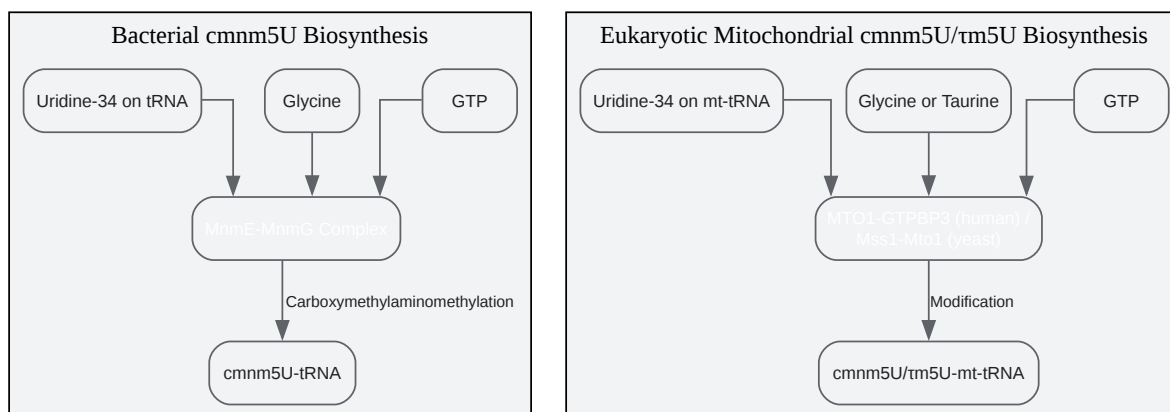 Bacterial cmnm5U Biosynthesis
Uridine-34 on tRNA
Glycine
GTP
MnmE-MnmG Complex
Carboxymethylaminomethylation
cmnm5U-tRNA
Eukaryotic Mitochondrial cmnm5U/τm5U Biosynthesis
Uridine-34 on mt-tRNA
Glycine or Taurine
GTP
MTO1-GTPBP3 (human) /
Mss1-Mto1 (yeast)
Modification
cmnm5U/τm5U-mt-tRNA